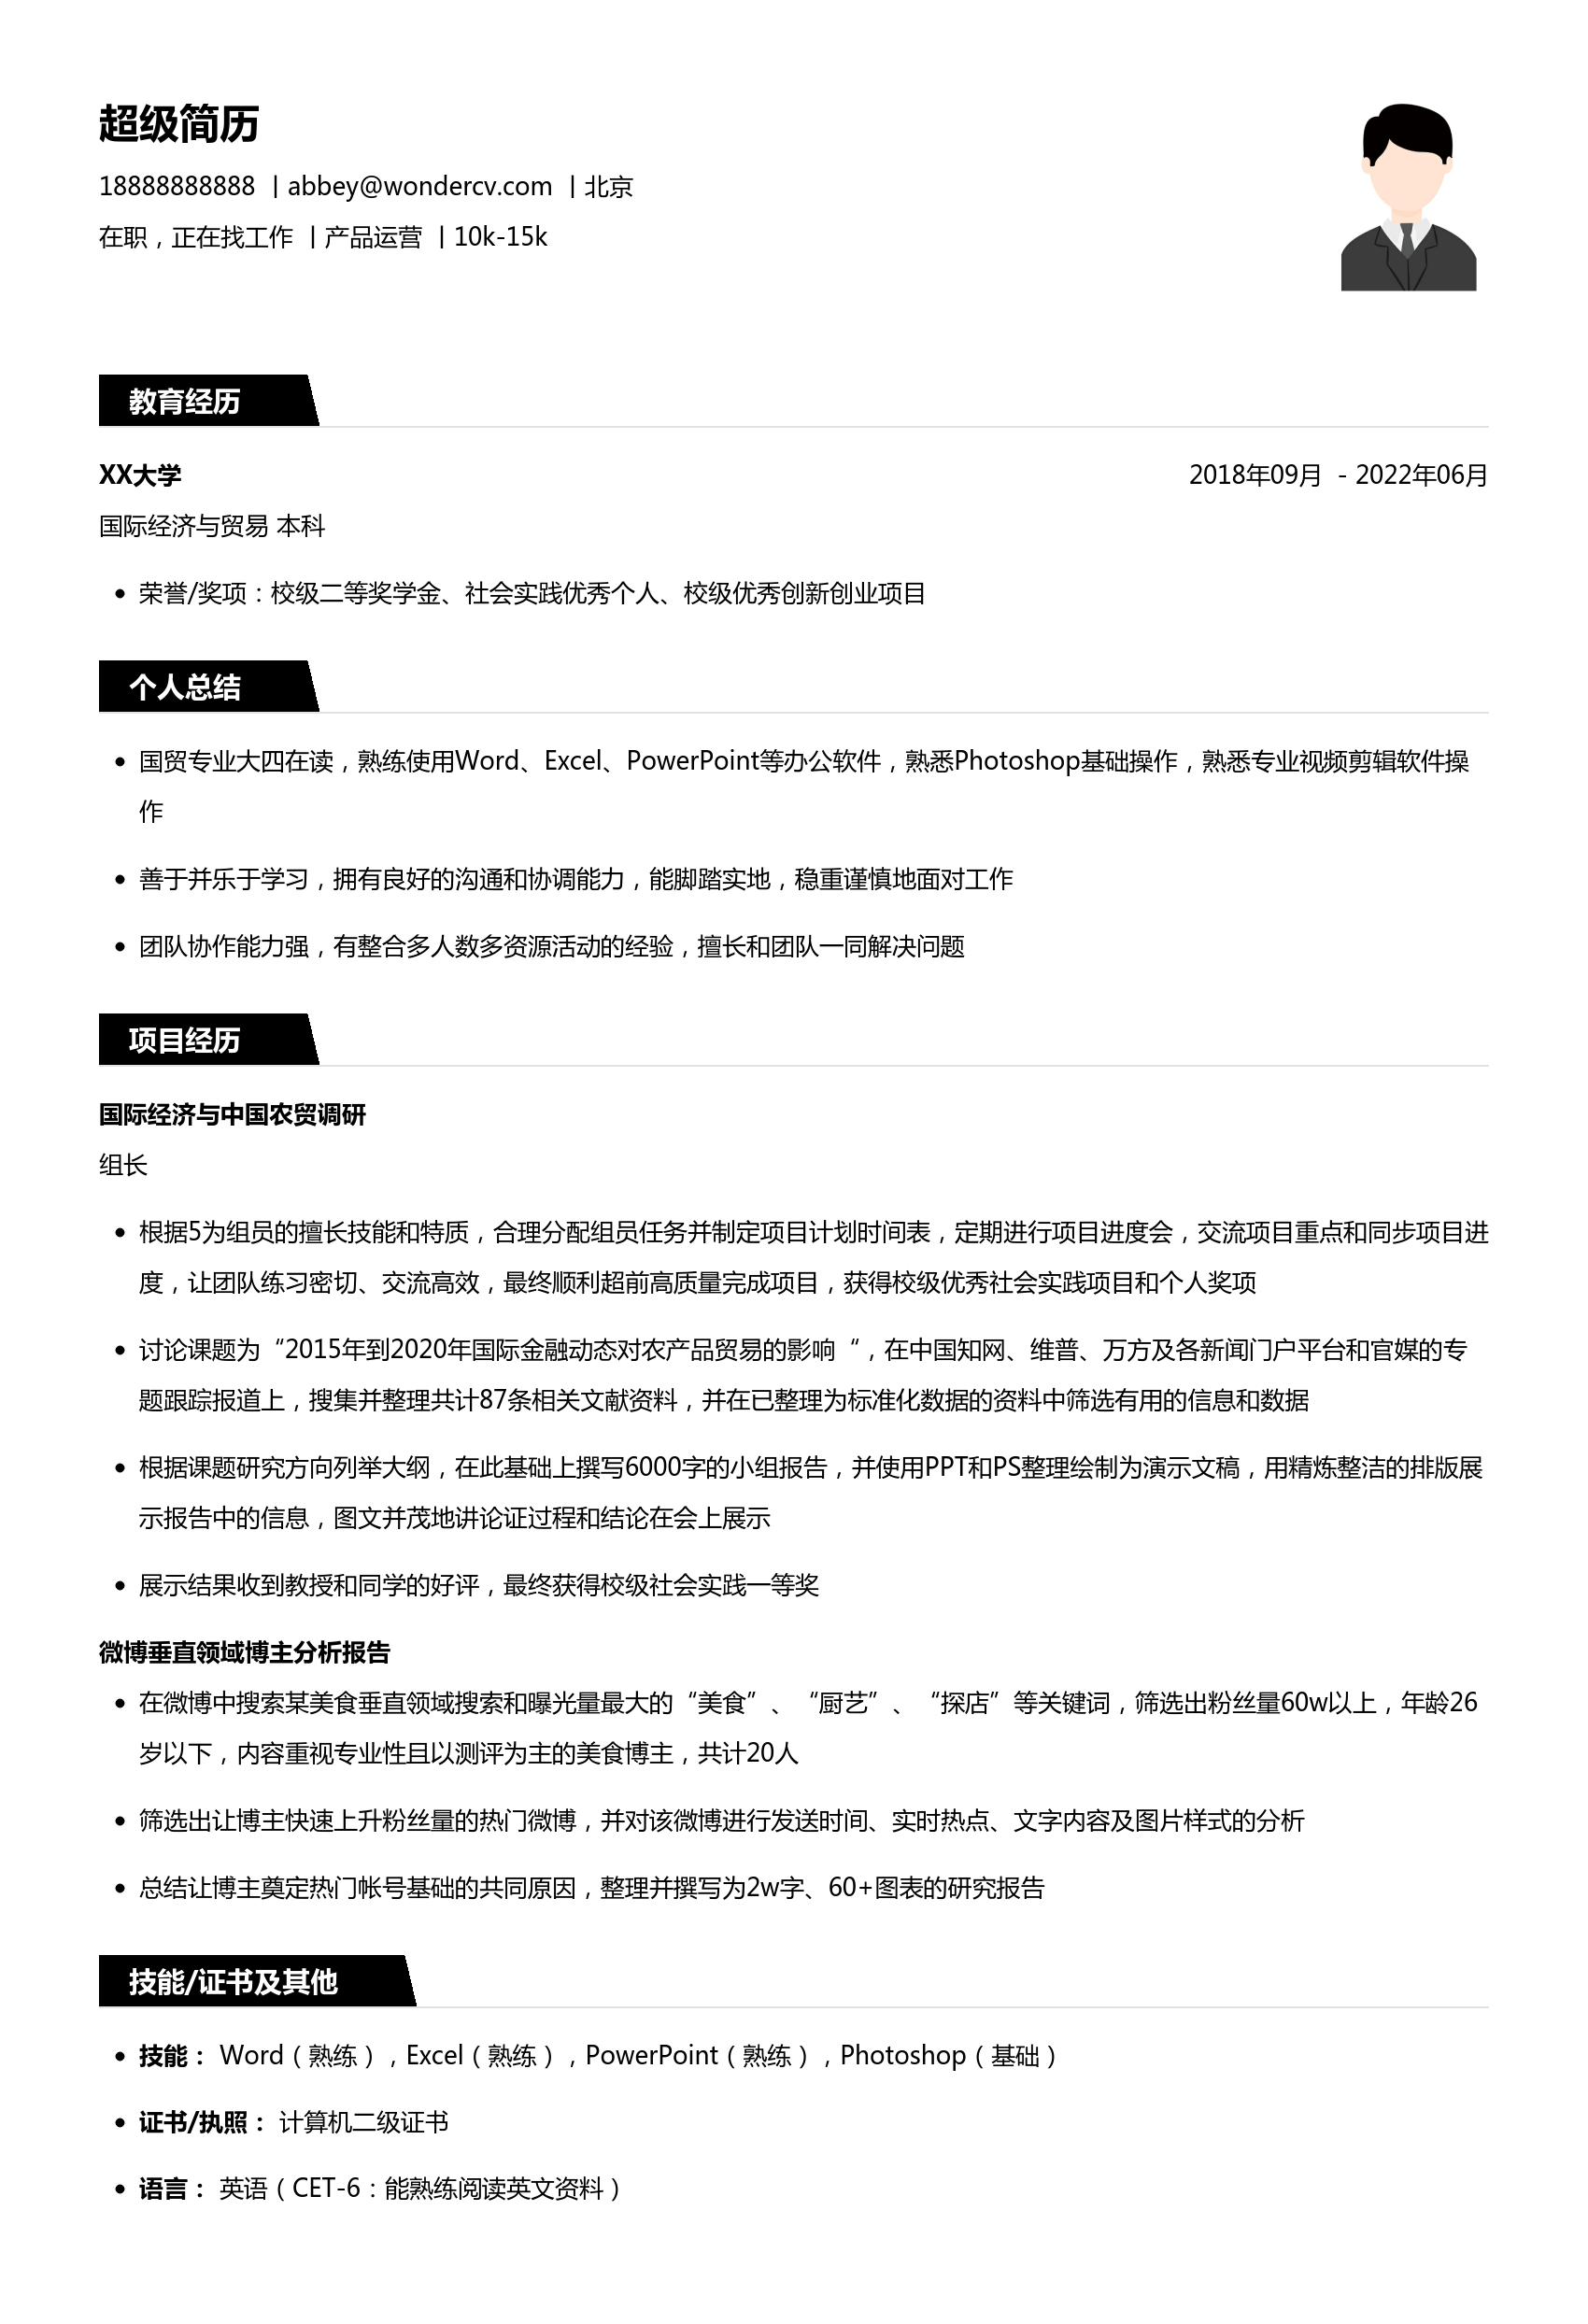 超级简历
18888888888 | abbey@wondercv.com | 北京
在职，正在找工作 | 产品运营 | 10k-15k
教育经历
XX大学 2018年09月 - 2022年06月
国际经济与贸易 本科
• 荣誉/奖项：校级二等奖学金、社会实践优秀个人、校级优秀创新创业项目
个人总结
• 国贸专业大四在读，熟练使用Word、Excel、PowerPoint等办公软件，熟悉Photoshop基础操作，熟悉专业视频剪辑软件操
作
• 善于并乐于学习，拥有良好的沟通和协调能力，能脚踏实地，稳重谨慎地面对工作
• 团队协作能力强，有整合多人数多资源活动的经验，擅长和团队一同解决问题
项目经历
国际经济与中国农贸调研
组长
• 根据5为组员的擅长技能和特质，合理分配组员任务并制定项目计划时间表，定期进行项目进度会，交流项目重点和同步项目进
度，让团队练习密切、交流高效，最终顺利超前高质量完成项目，获得校级优秀社会实践项目和个人奖项
• 讨论课题为“2015年到2020年国际金融动态对农产品贸易的影响“，在中国知网、维普、万方及各新闻门户平台和官媒的专
题跟踪报道上，搜集并整理共计87条相关文献资料，并在已整理为标准化数据的资料中筛选有用的信息和数据
• 根据课题研究方向列举大纲，在此基础上撰写6000字的小组报告，并使用PPT和PS整理绘制为演示文稿，用精炼整洁的排版展
示报告中的信息，图文并茂地讲论证过程和结论在会上展示
• 展示结果收到教授和同学的好评，最终获得校级社会实践一等奖
微博垂直领域博主分析报告
• 在微博中搜索某美食垂直领域搜索和曝光量最大的“美食”、“厨艺”、“探店”等关键词，筛选出粉丝量60w以上，年龄26
岁以下，内容重视专业性且以测评为主的美食博主，共计20人
• 筛选出让博主快速上升粉丝量的热门微博，并对该微博进行发送时间、实时热点、文字内容及图片样式的分析
• 总结让博主奠定热门帐号基础的共同原因，整理并撰写为2w字、60+图表的研究报告
技能/证书及其他
• 技能： Word（熟练），Excel（熟练），PowerPoint（熟练），Photoshop（基础）
• 证书/执照： 计算机二级证书
• 语言： 英语（CET-6：能熟练阅读英文资料）